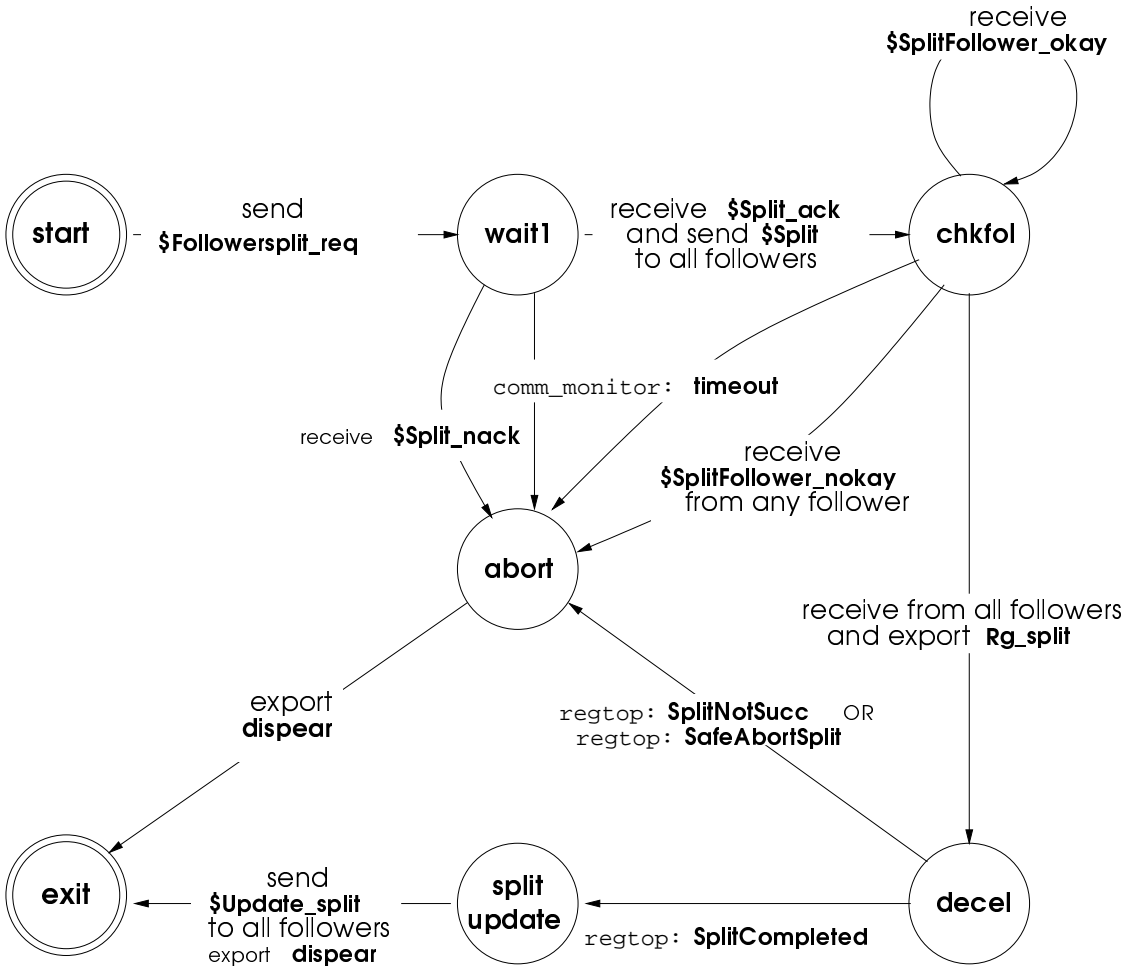 receive
$SplitFollower_okay
start
send
$Followersplit_req
wait1
receive $Split_ack
and send $Split
to all followers
chkfol
comm_monitor: timeout
receive $Split_nack
receive
$SplitFollower_nokay
from any follower
abort
receive from all followers
and export Rg_split
export
dispear
regtop: SplitNotSucc OR
regtop: SafeAbortSplit
exit
send
$Update_split
to all followers
export dispear
split
update
regtop: SplitCompleted
decel